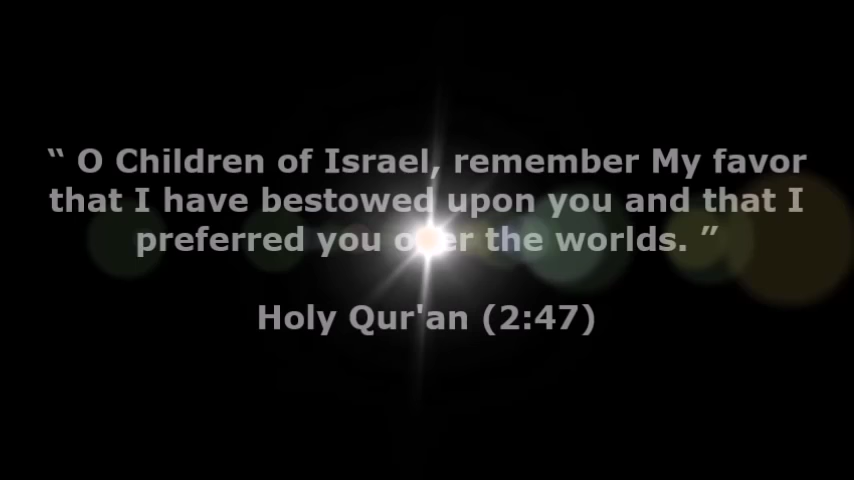 “ O Children of Israel, remember My favor
that I have bestowed upon you and that I
preferred you over the worlds. ”
Holy Qur'an (2:47)